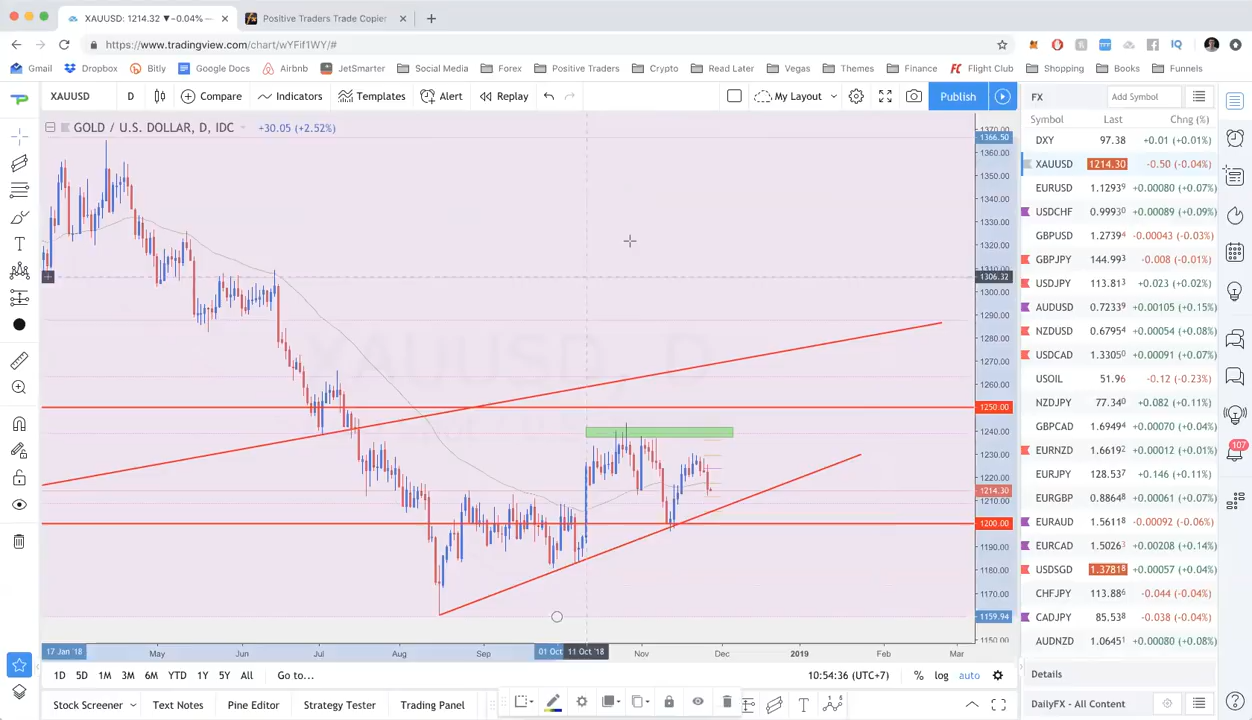 XAUUSD: 1214.32 ▼−0.04% –
Positive Traders Trade Copier
https://www.tradingview.com/chart/wYFif1WY/#
Gmail Dropbox Bitly Google Docs Airbnb JetSmarter Social Media Forex Positive Traders Crypto Read Later Vegas Themes Finance Flight Club Shopping Books Funnels
XAUUSD D Compare Indicators Templates Alert Replay My Layout Publish
GOLD / U.S. DOLLAR, D, IDC +30.05 (+2.52%)
XAUUSD, D
1370.00
1366.50
1360.00
1350.00
1340.00
1330.00
1320.00
1310.00
1306.32
1300.00
1290.00
1280.00
1270.00
1260.00
1250.00
1240.00
1230.00
1220.00
1214.30
1210.00
1200.00
1190.00
1180.00
1170.00
1159.94
1150.00
17 Jan '18 May Jun Jul Aug Sep 01 Oct 11 Oct '18 Nov Dec 2019 Feb Mar
1D 5D 1M 3M 6M YTD 1Y 5Y All Go to... 10:54:36 (UTC+7) % log auto
Stock Screener Text Notes Pine Editor Strategy Tester Trading Panel
FX Add Symbol
Symbol Last Chng (%)
DXY 97.38 +0.01 (+0.01%)
XAUUSD 1214.30 -0.50 (-0.04%)
EURUSD 1.12939 +0.00080 (+0.07%)
USDCHF 0.99930 +0.00089 (+0.09%)
GBPUSD 1.27394 -0.00043 (-0.03%)
GBPJPY 144.993 -0.008 (-0.01%)
USDJPY 113.813 +0.023 (+0.02%)
AUDUSD 0.72339 +0.00105 (+0.15%)
NZDUSD 0.67954 +0.00054 (+0.08%)
USDCAD 1.33050 +0.00091 (+0.07%)
USOIL 51.96 -0.12 (-0.23%)
NZDJPY 77.340 +0.082 (+0.11%)
GBPCAD 1.69494 +0.00070 (+0.04%)
EURNZD 1.66192 +0.00012 (+0.01%)
EURJPY 128.537 +0.146 (+0.11%)
EURGBP 0.88648 +0.00061 (+0.07%)
EURAUD 1.56118 -0.00092 (-0.06%)
EURCAD 1.50263 +0.00208 (+0.14%)
USDSGD 1.37818 +0.00057 (+0.04%)
CHFJPY 113.886 -0.044 (-0.04%)
CADJPY 85.538 -0.038 (-0.04%)
AUDNZD 1.06451 +0.00080 (+0.08%)
Details
DailyFX - All Content
107